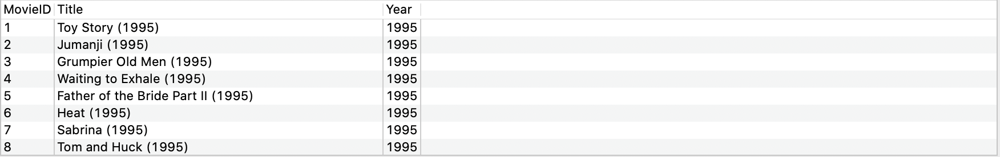 MovieID Title Year
1 Toy Story (1995) 1995
2 Jumanji (1995) 1995
3 Grumpier Old Men (1995) 1995
4 Waiting to Exhale (1995) 1995
5 Father of the Bride Part II (1995) 1995
6 Heat (1995) 1995
7 Sabrina (1995) 1995
8 Tom and Huck (1995) 1995